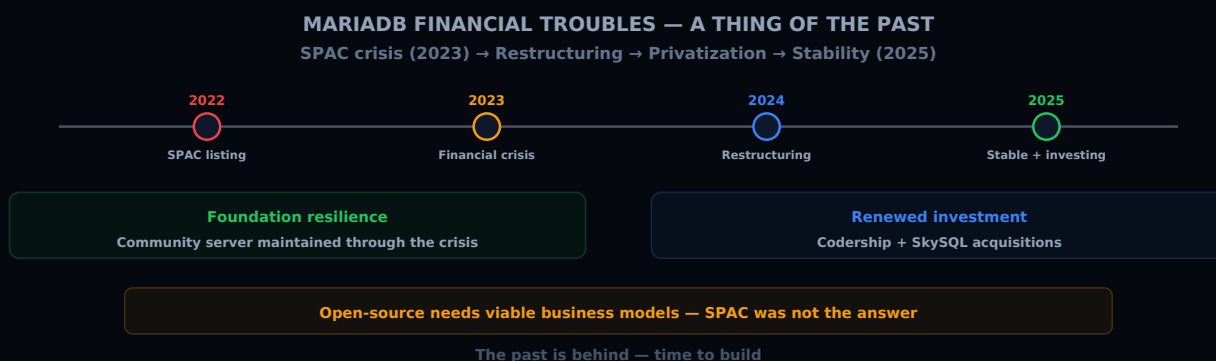 MARIADB FINANCIAL TROUBLES — A THING OF THE PAST
SPAC crisis (2023) → Restructuring → Privatization → Stability (2025)
2022
2023
2024
2025
SPAC listing
Financial crisis
Restructuring
Stable + investing
Foundation resilience
Community server maintained through the crisis
Renewed investment
Codership + SkySQL acquisitions
Open-source needs viable business models — SPAC was not the answer
The past is behind — time to build